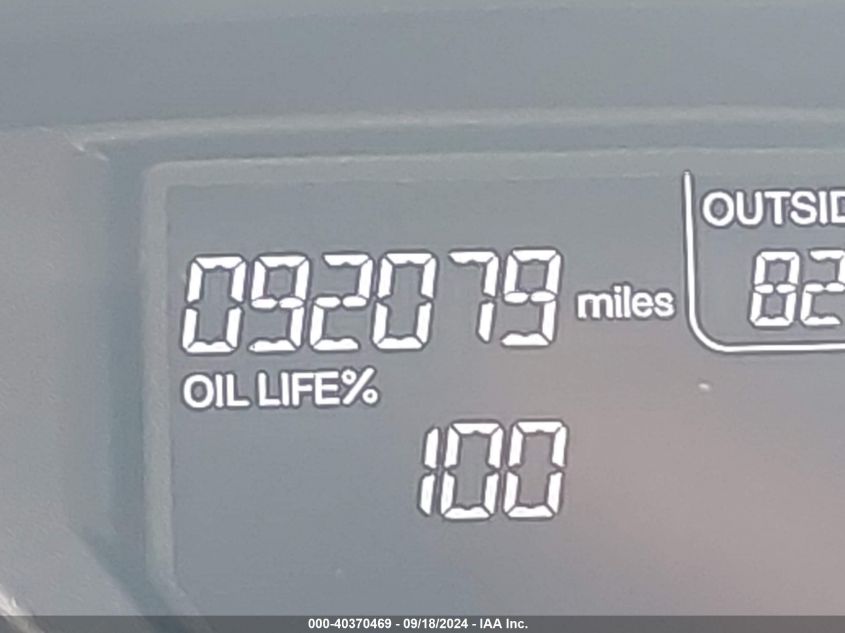 OUTSID
82
092079 miles
OIL LIFE%
100
000-40370469 - 09/18/2024 - IAA Inc.